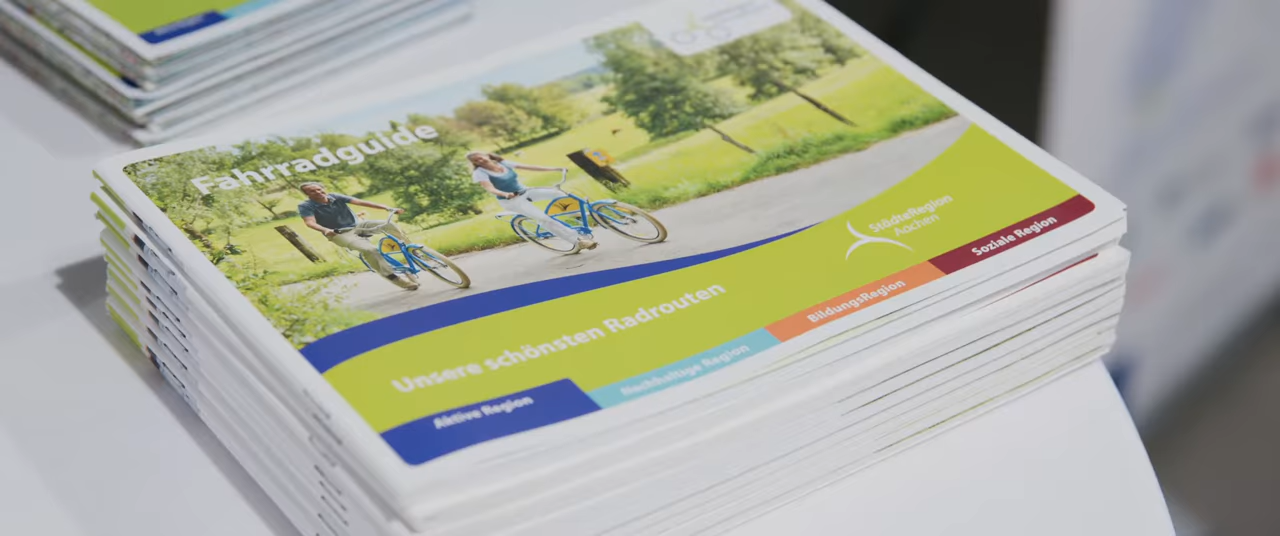 Fahrradguide
StädteRegion
Aachen
Unsere schönsten Radrouten
Aktive Region
Nachhaltige Region
BildungsRegion
Soziale Region